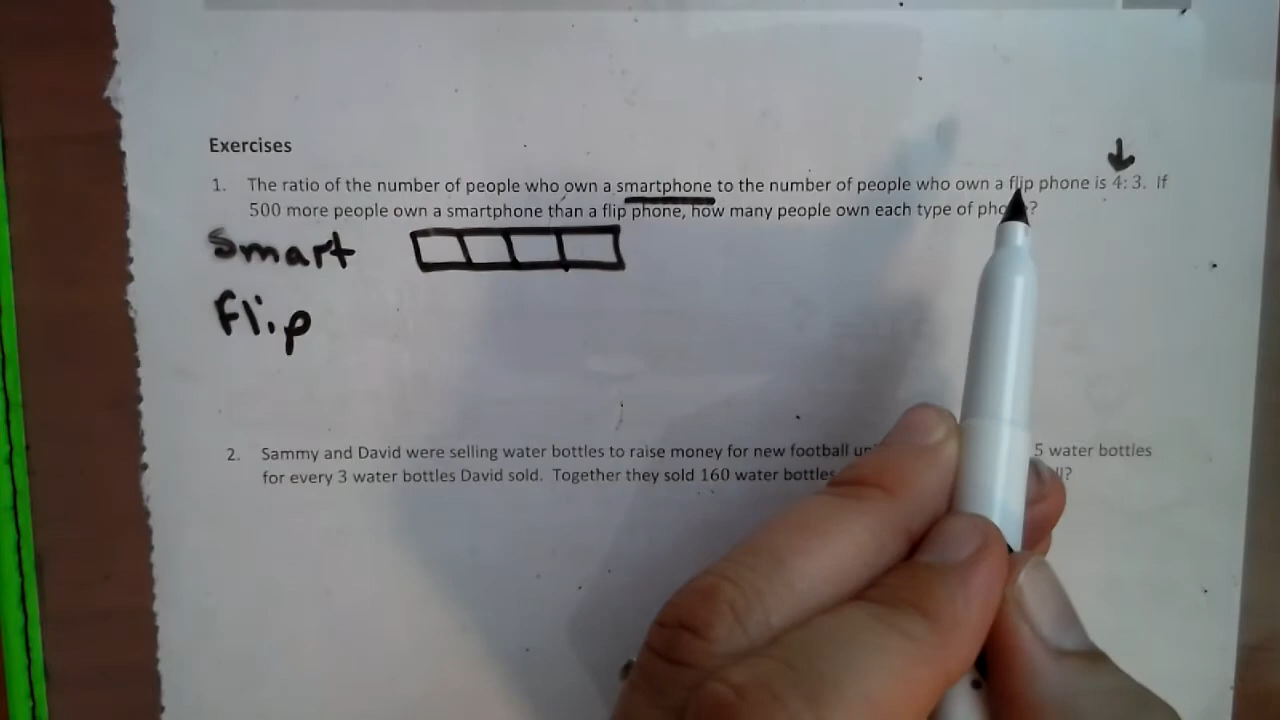 Exercises
1. The ratio of the number of people who own a smartphone to the number of people who own a flip phone is 4: 3. If
500 more people own a smartphone than a flip phone, how many people own each type of ?
Smart
Flip
2. Sammy and David were selling water bottles to raise money for new football 5 water bottles
for every 3 water bottles David sold. Together they sold 160 water bottles ?